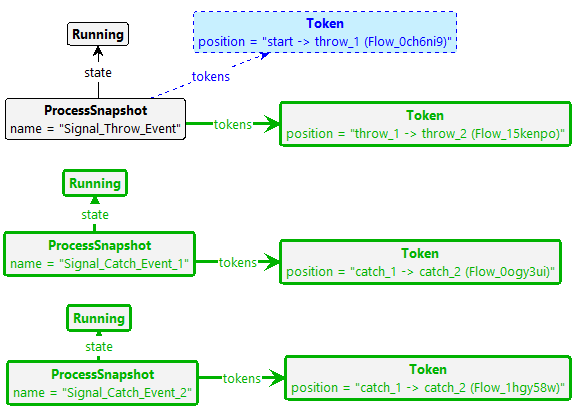 Running
Token
position = "start -> throw_1 (Flow_0ch6ni9)"
state
tokens
ProcessSnapshot
name = "Signal_Throw_Event"
tokens
Token
position = "throw_1 -> throw_2 (Flow_15kenpo)"
Running
state
ProcessSnapshot
name = "Signal_Catch_Event_1"
tokens
Token
position = "catch_1 -> catch_2 (Flow_0ogy3ui)"
Running
state
ProcessSnapshot
name = "Signal_Catch_Event_2"
tokens
Token
position = "catch_1 -> catch_2 (Flow_1hgy58w)"